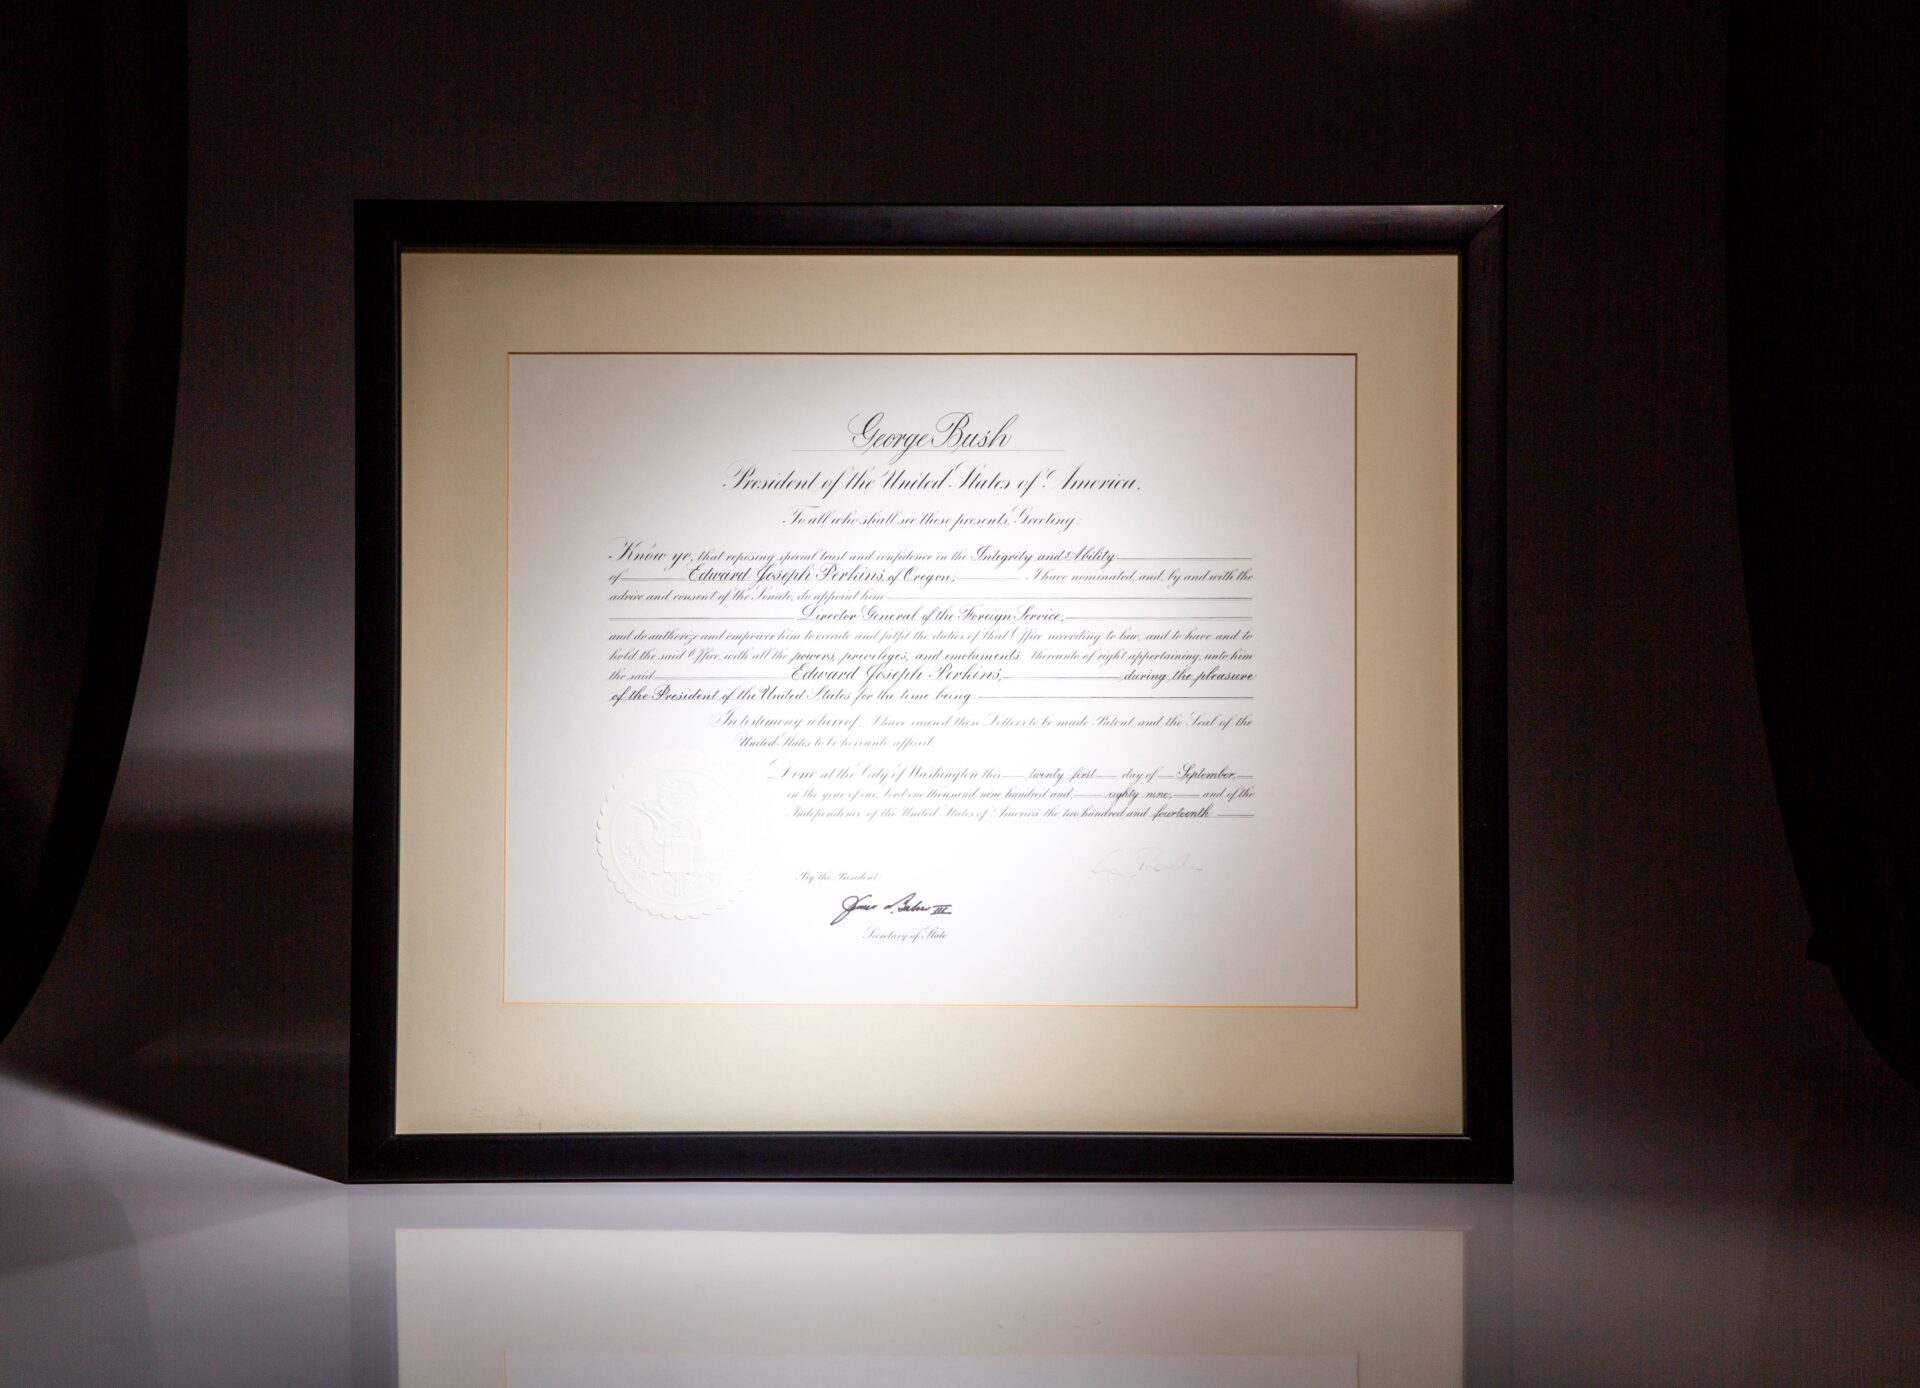 George Bush
President of the United States of America.
To all who shall see these presents, Greeting:
Know ye, that reposing special trust and confidence in the Integrity and Ability
of Edward Joseph Perkins, of Oregon, I have nominated, and, by and with the
advice and consent of the Senate, do appoint him
Director General of the Foreign Service,
and do authorize and empower him to execute and fulfil the duties of that Office according to law, and to have and to
hold the said Office, with all the powers, privileges, and emoluments thereunto of right appertaining, unto him
the said Edward Joseph Perkins, during the pleasure
of the President of the United States for the time being.
In testimony whereof, I have caused these Letters to be made Patent, and the Seal of the
United States to be hereunto affixed.
Done at the City of Washington this twenty first day of September,
in the year of our Lord one thousand nine hundred and eighty nine, and of the
Independence of the United States of America the two hundred and fourteenth
G Bush
By the President:
James A. Baker III
Secretary of State